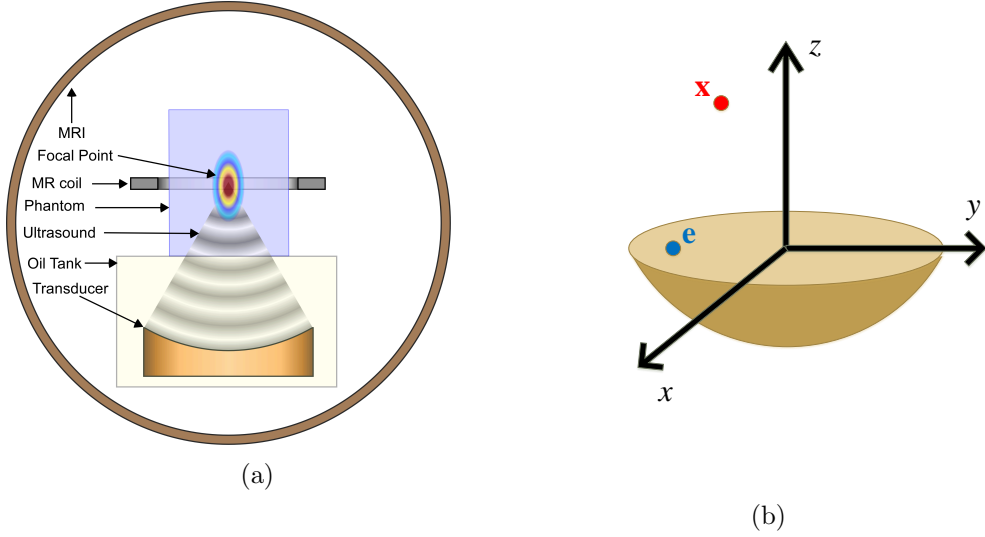 MRI
Focal Point
MR coil
Phantom
Ultrasound
Oil Tank
Transducer
(a)
z
x
y
e
x
(b)